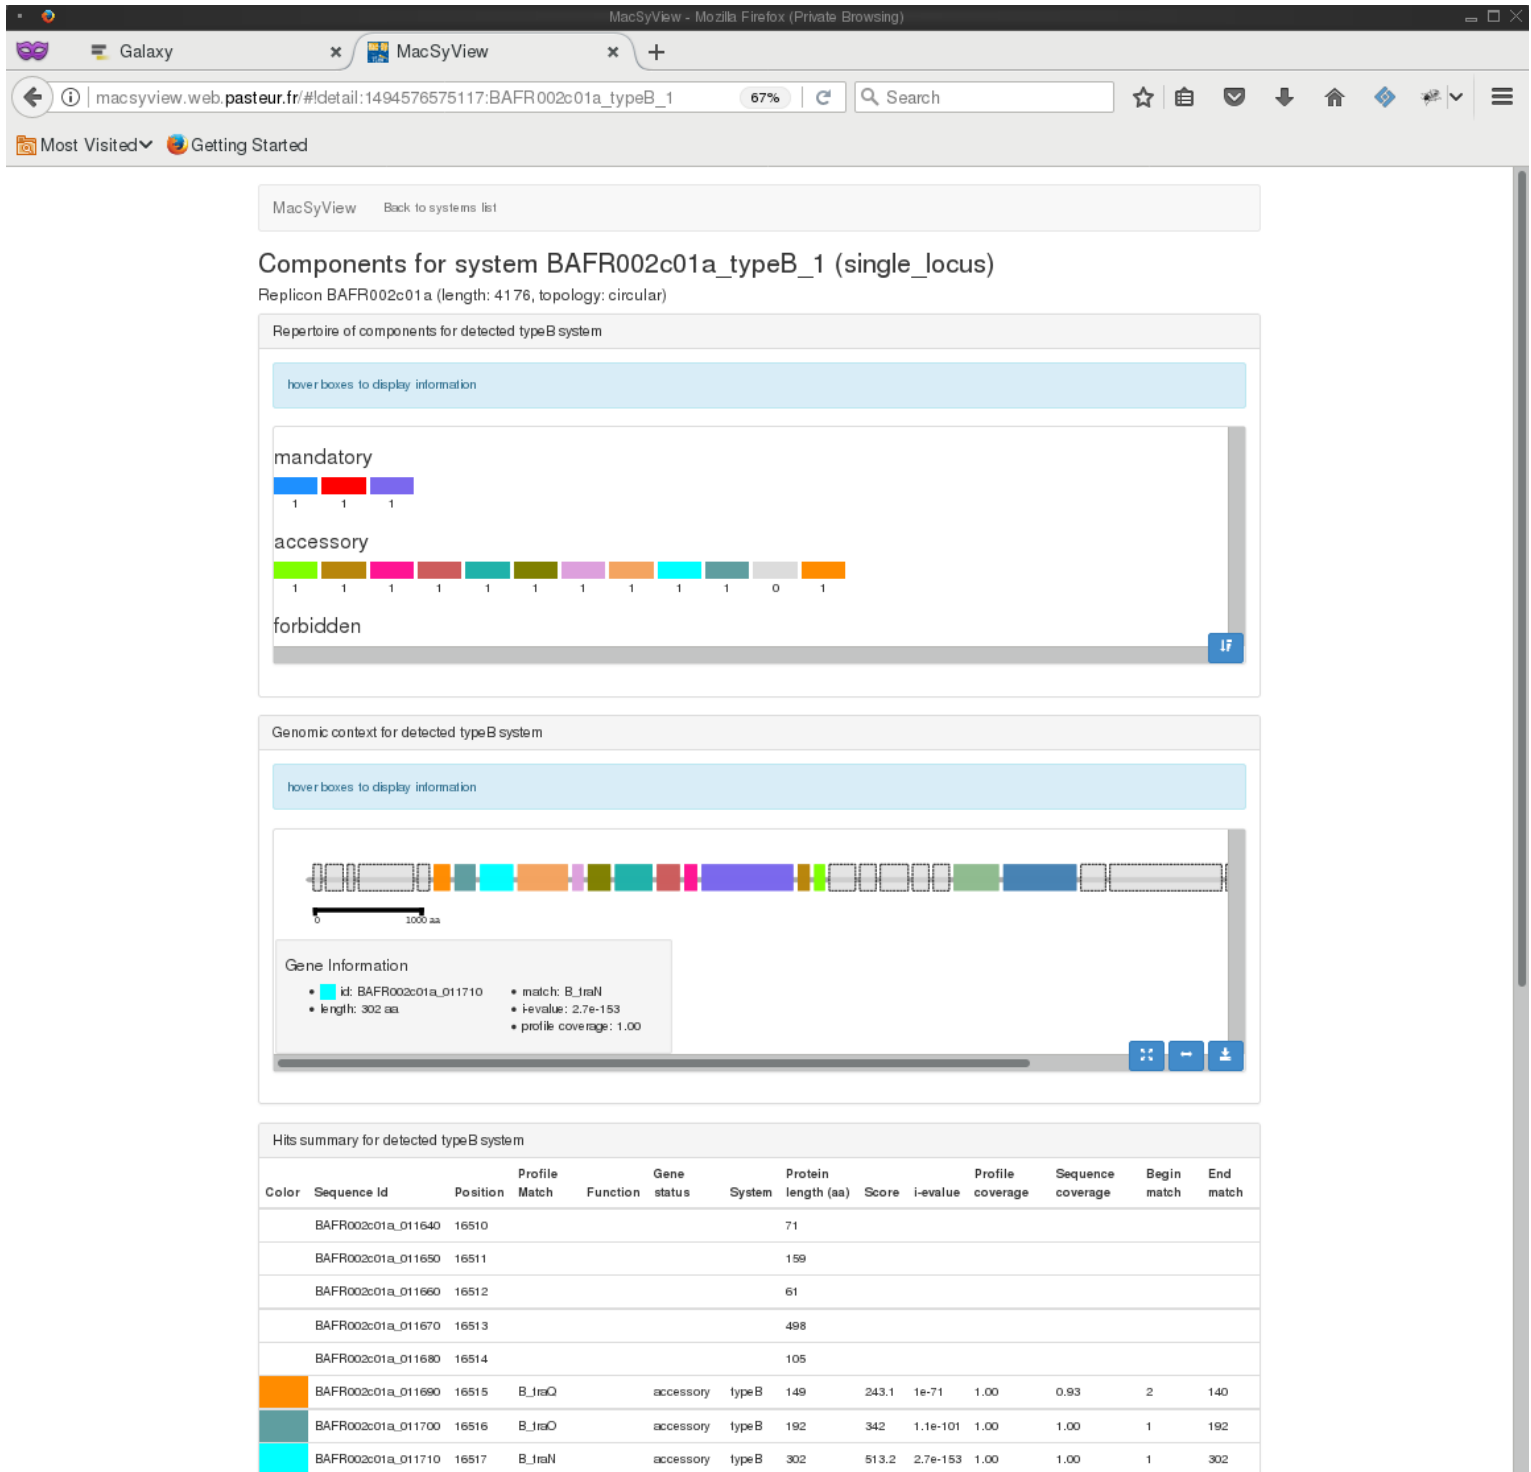 MacSyView - Mozilla Firefox (Private Browsing)
Galaxy
MacSyView
macsyview.web.pasteur.fr/#!detail:1494576575117:BAFR002c01a_typeB_1
67%
Search
Most Visited
Getting Started
MacSyView Back to systems list
Components for system BAFR002c01a_typeB_1 (single_locus)
Replicon BAFR002c01a (length: 4176, topology: circular)
Repertoire of components for detected typeB system
hover boxes to display information
mandatory
1 1 1
accessory
1 1 1 1 1 1 1 1 1 1 0 1
forbidden
Genomic context for detected typeB system
hover boxes to display information
0 1000 aa
Gene Information
• id: BAFR002c01a_011710 • match: B_traN
• length: 302 aa • i-evalue: 2.7e-153
• profile coverage: 1.00
Hits summary for detected typeB system
Color Sequence Id Position Profile Match Function Gene status System Protein length (aa) Score i-evalue Profile coverage Sequence coverage Begin match End match
BAFR002c01a_011640 16510 71
BAFR002c01a_011650 16511 159
BAFR002c01a_011660 16512 61
BAFR002c01a_011670 16513 498
BAFR002c01a_011680 16514 105
BAFR002c01a_011690 16515 B_traQ accessory typeB 149 243.1 1e-71 1.00 0.93 2 140
BAFR002c01a_011700 16516 B_traO accessory typeB 192 342 1.1e-101 1.00 1.00 1 192
BAFR002c01a_011710 16517 B_traN accessory typeB 302 513.2 2.7e-153 1.00 1.00 1 302